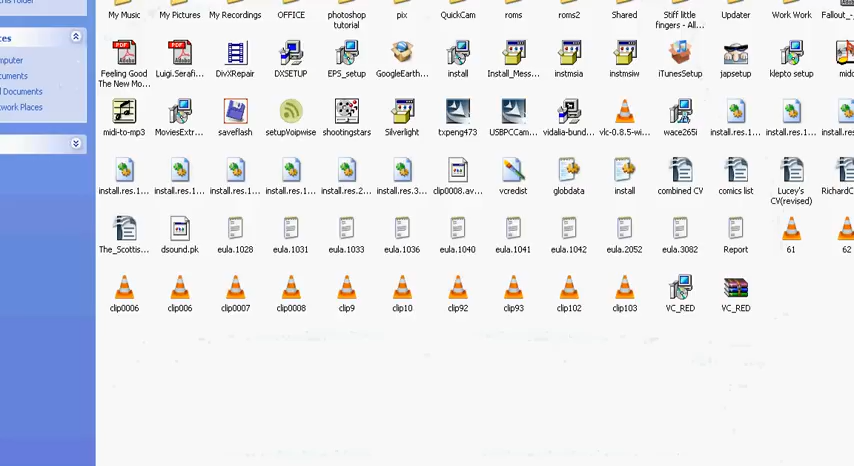 My Music My Pictures My Recordings OFFICE photoshop tutorial pix QuickCam roms roms2 Shared Stiff little fingers - All... Updater Work Work Fallout_-
ces
mputer
cuments
d Documents
twork Places
Feeling Good The New Mo... Luigi.Serafi... DivXRepair DXSETUP EPS_setup GoogleEarth... install Install_Mess... instmsia instmsiw iTunesSetup japsetup klepto setup
midi-to-mp3 MoviesExtr... saveflash setupVoipwise shootingstars Silverlight txpeng473 USBPCCam... vidalia-bund... vlc-0.8.5-wi... wace265i install.res.1... install.res.1... install.re
install.res.1... install.res.1... install.res.1... install.res.1... install.res.2... install.res.3... clip0008.av... vcredist globdata install combined CV comics list Lucey's CV(revised) RichardC
The_Scottis... dsound.pk eula.1028 eula.1031 eula.1033 eula.1036 eula.1040 eula.1041 eula.1042 eula.2052 eula.3082 Report 61 62
clip0006 clip006 clip0007 clip0008 clip9 clip10 clip92 clip93 clip102 clip103 VC_RED VC_RED